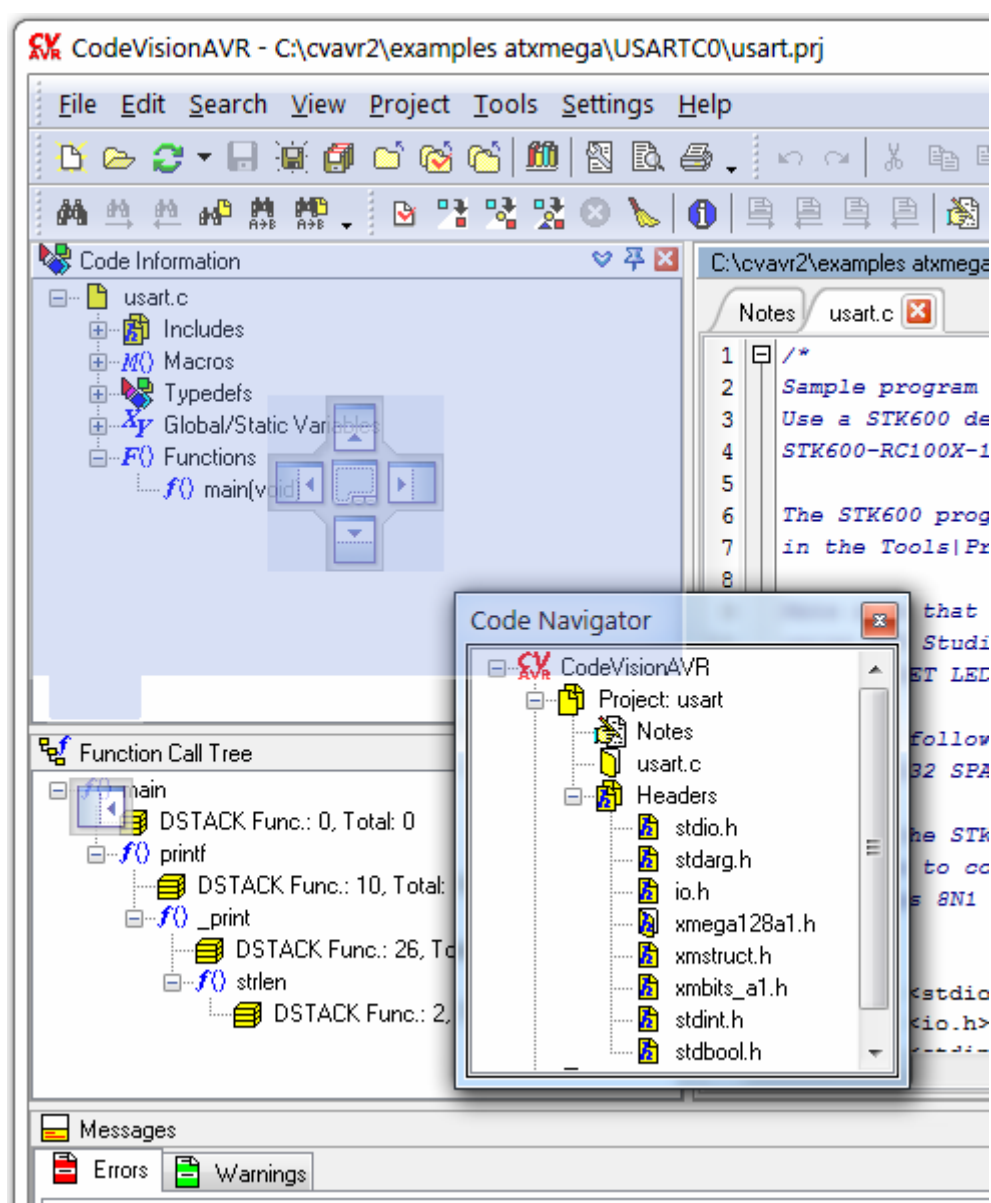 CodeVisionAVR - C:\cvavr2\examples atxmega\USARTC0\usart.prj
File Edit Search View Project Tools Settings Help
Code Information
usart.c
Includes
M() Macros
Typedefs
Global/Static Variables
F() Functions
f() main(void)
C:\cvavr2\examples atxmega
Notes usart.c
1 /*
2 Sample program
3 Use a STK600 de
4 STK600-RC100X-1
5
6 The STK600 prog
7 in the Tools|Pr
8
that
Studi
ET LED
follow
32 SPA
he STK
to co
s 8N1
<stdio
<io.h>
Code Navigator
CodeVisionAVR
Project: usart
Notes
usart.c
Headers
stdio.h
stdarg.h
io.h
xmega128a1.h
xmstruct.h
xmbits_a1.h
stdint.h
stdbool.h
Function Call Tree
f() main
DSTACK Func.: 0, Total: 0
f() printf
DSTACK Func.: 10, Total:
f() _print
DSTACK Func.: 26, To
f() strlen
DSTACK Func.: 2,
Messages
Errors Warnings